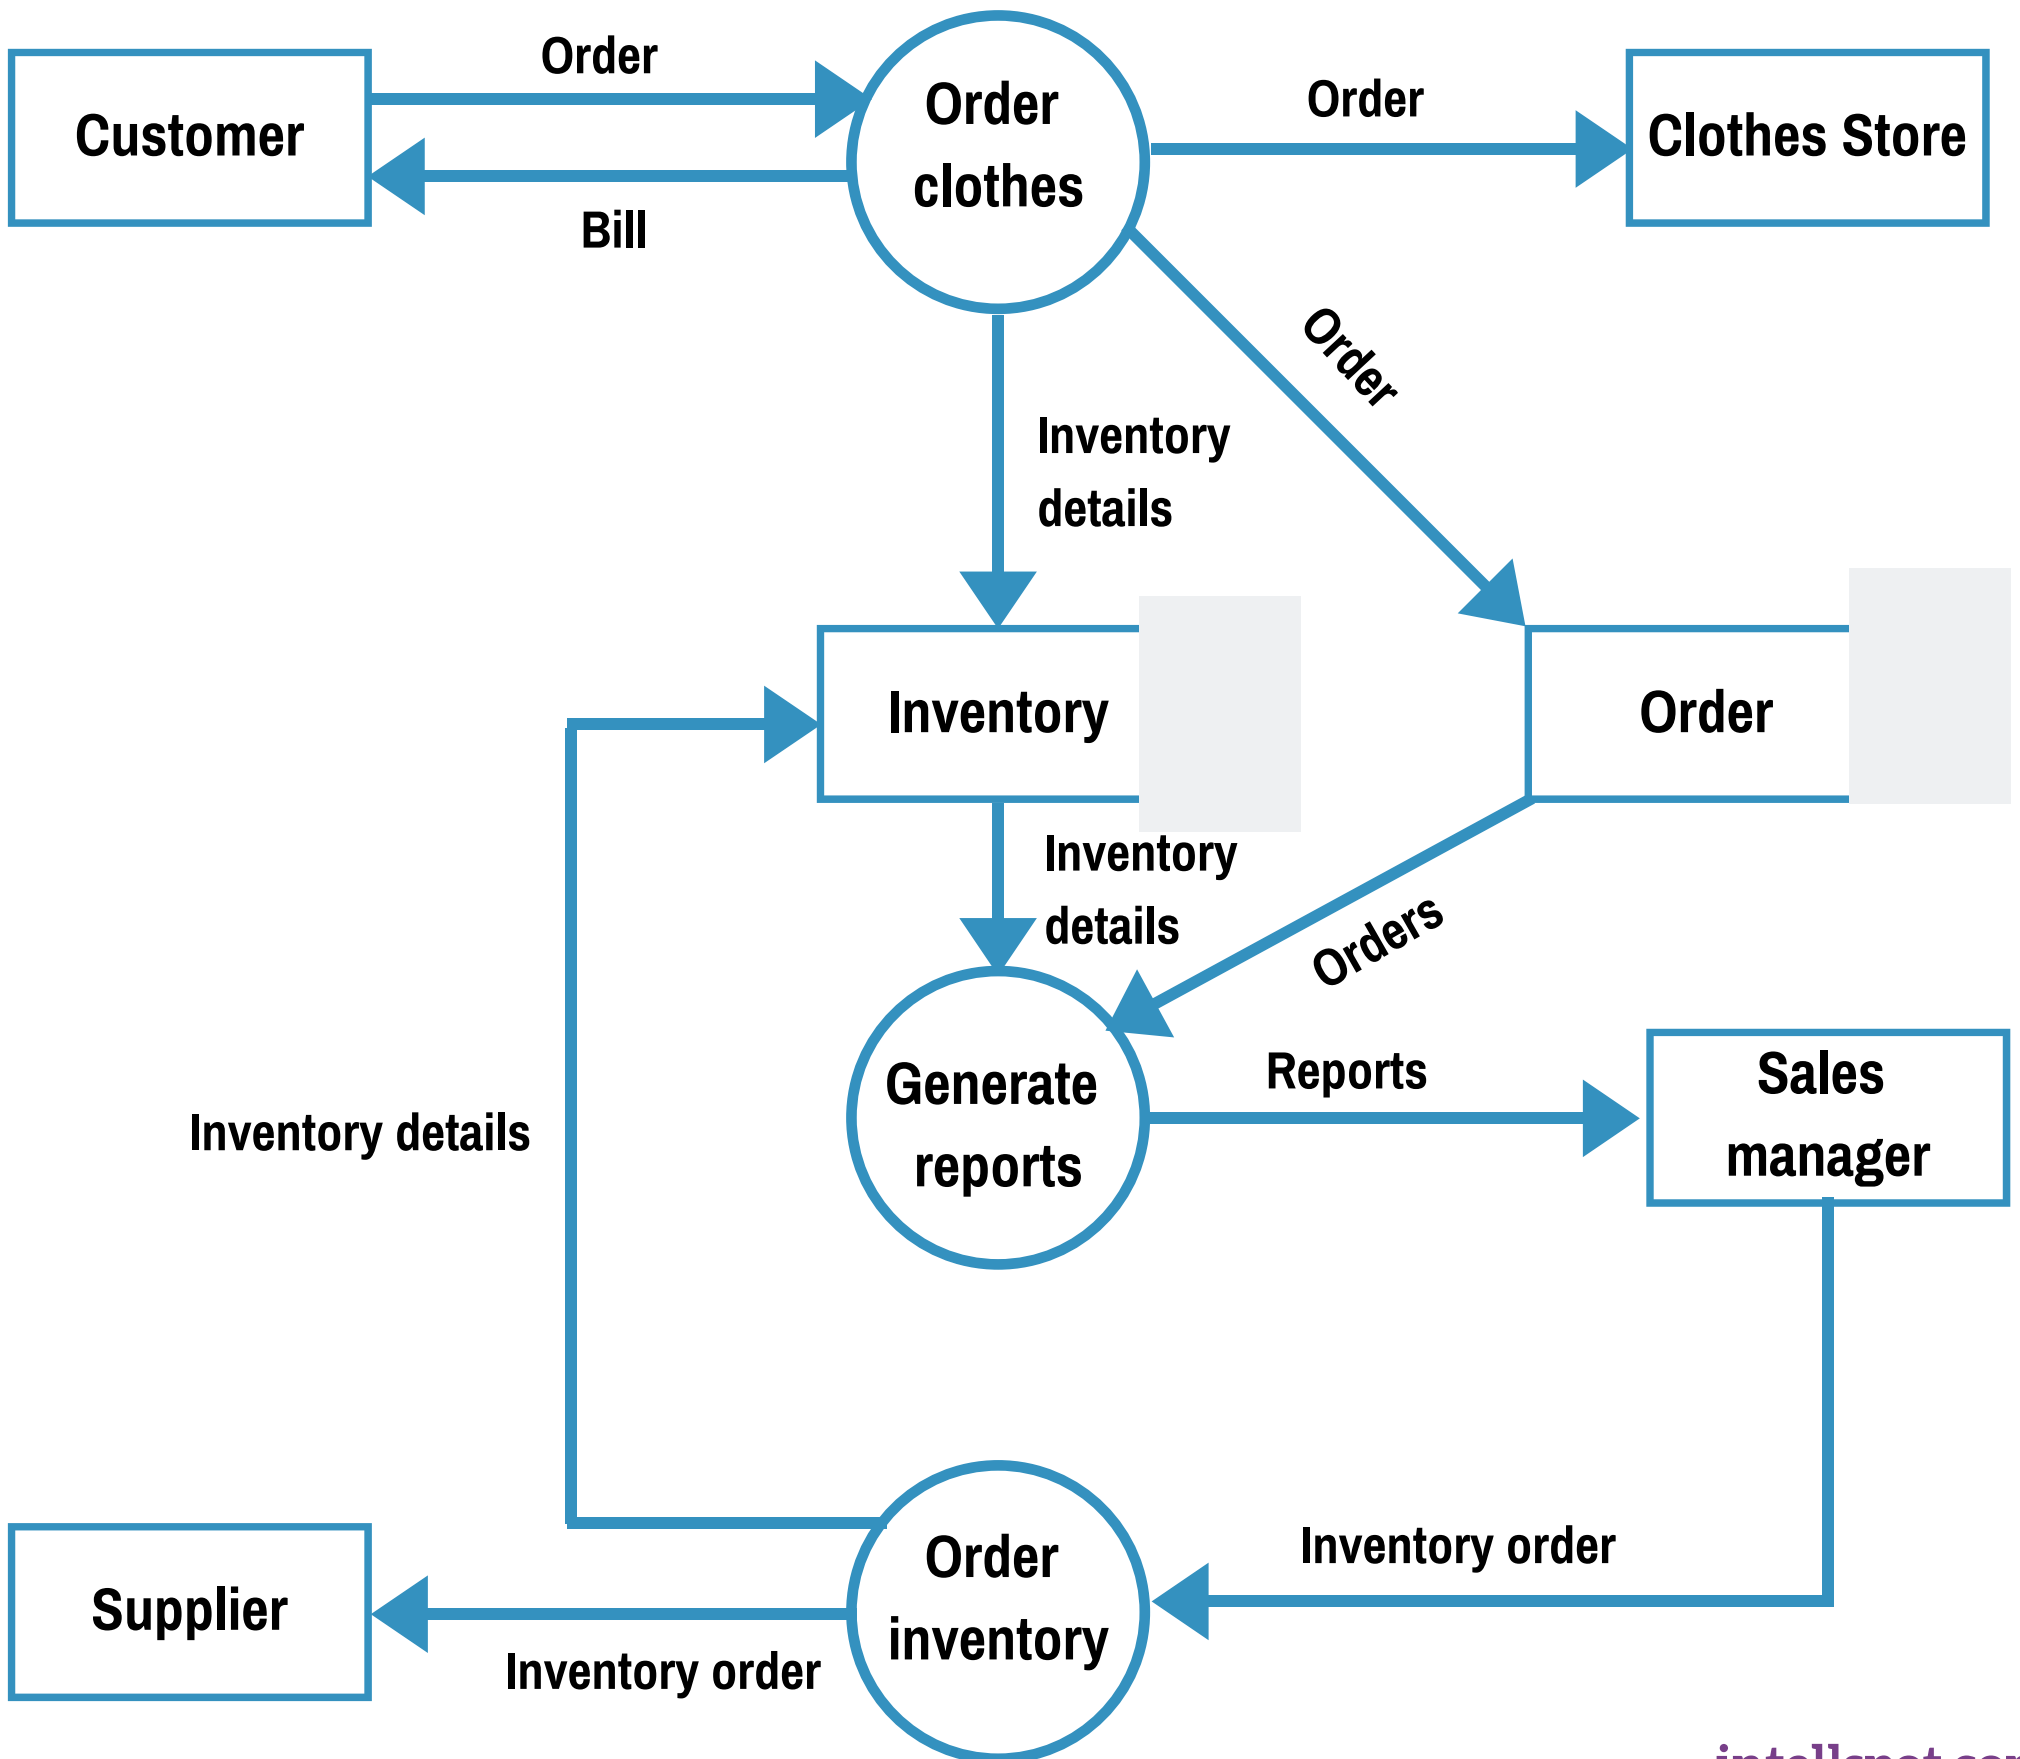 Order
Customer
Bill
Order
clothes
Order
Clothes Store
Order
Inventory
details
Inventory
Order
Inventory
details
Orders
Generate
reports
Reports
Sales
manager
Inventory details
Order
inventory
Inventory order
Supplier
Inventory order